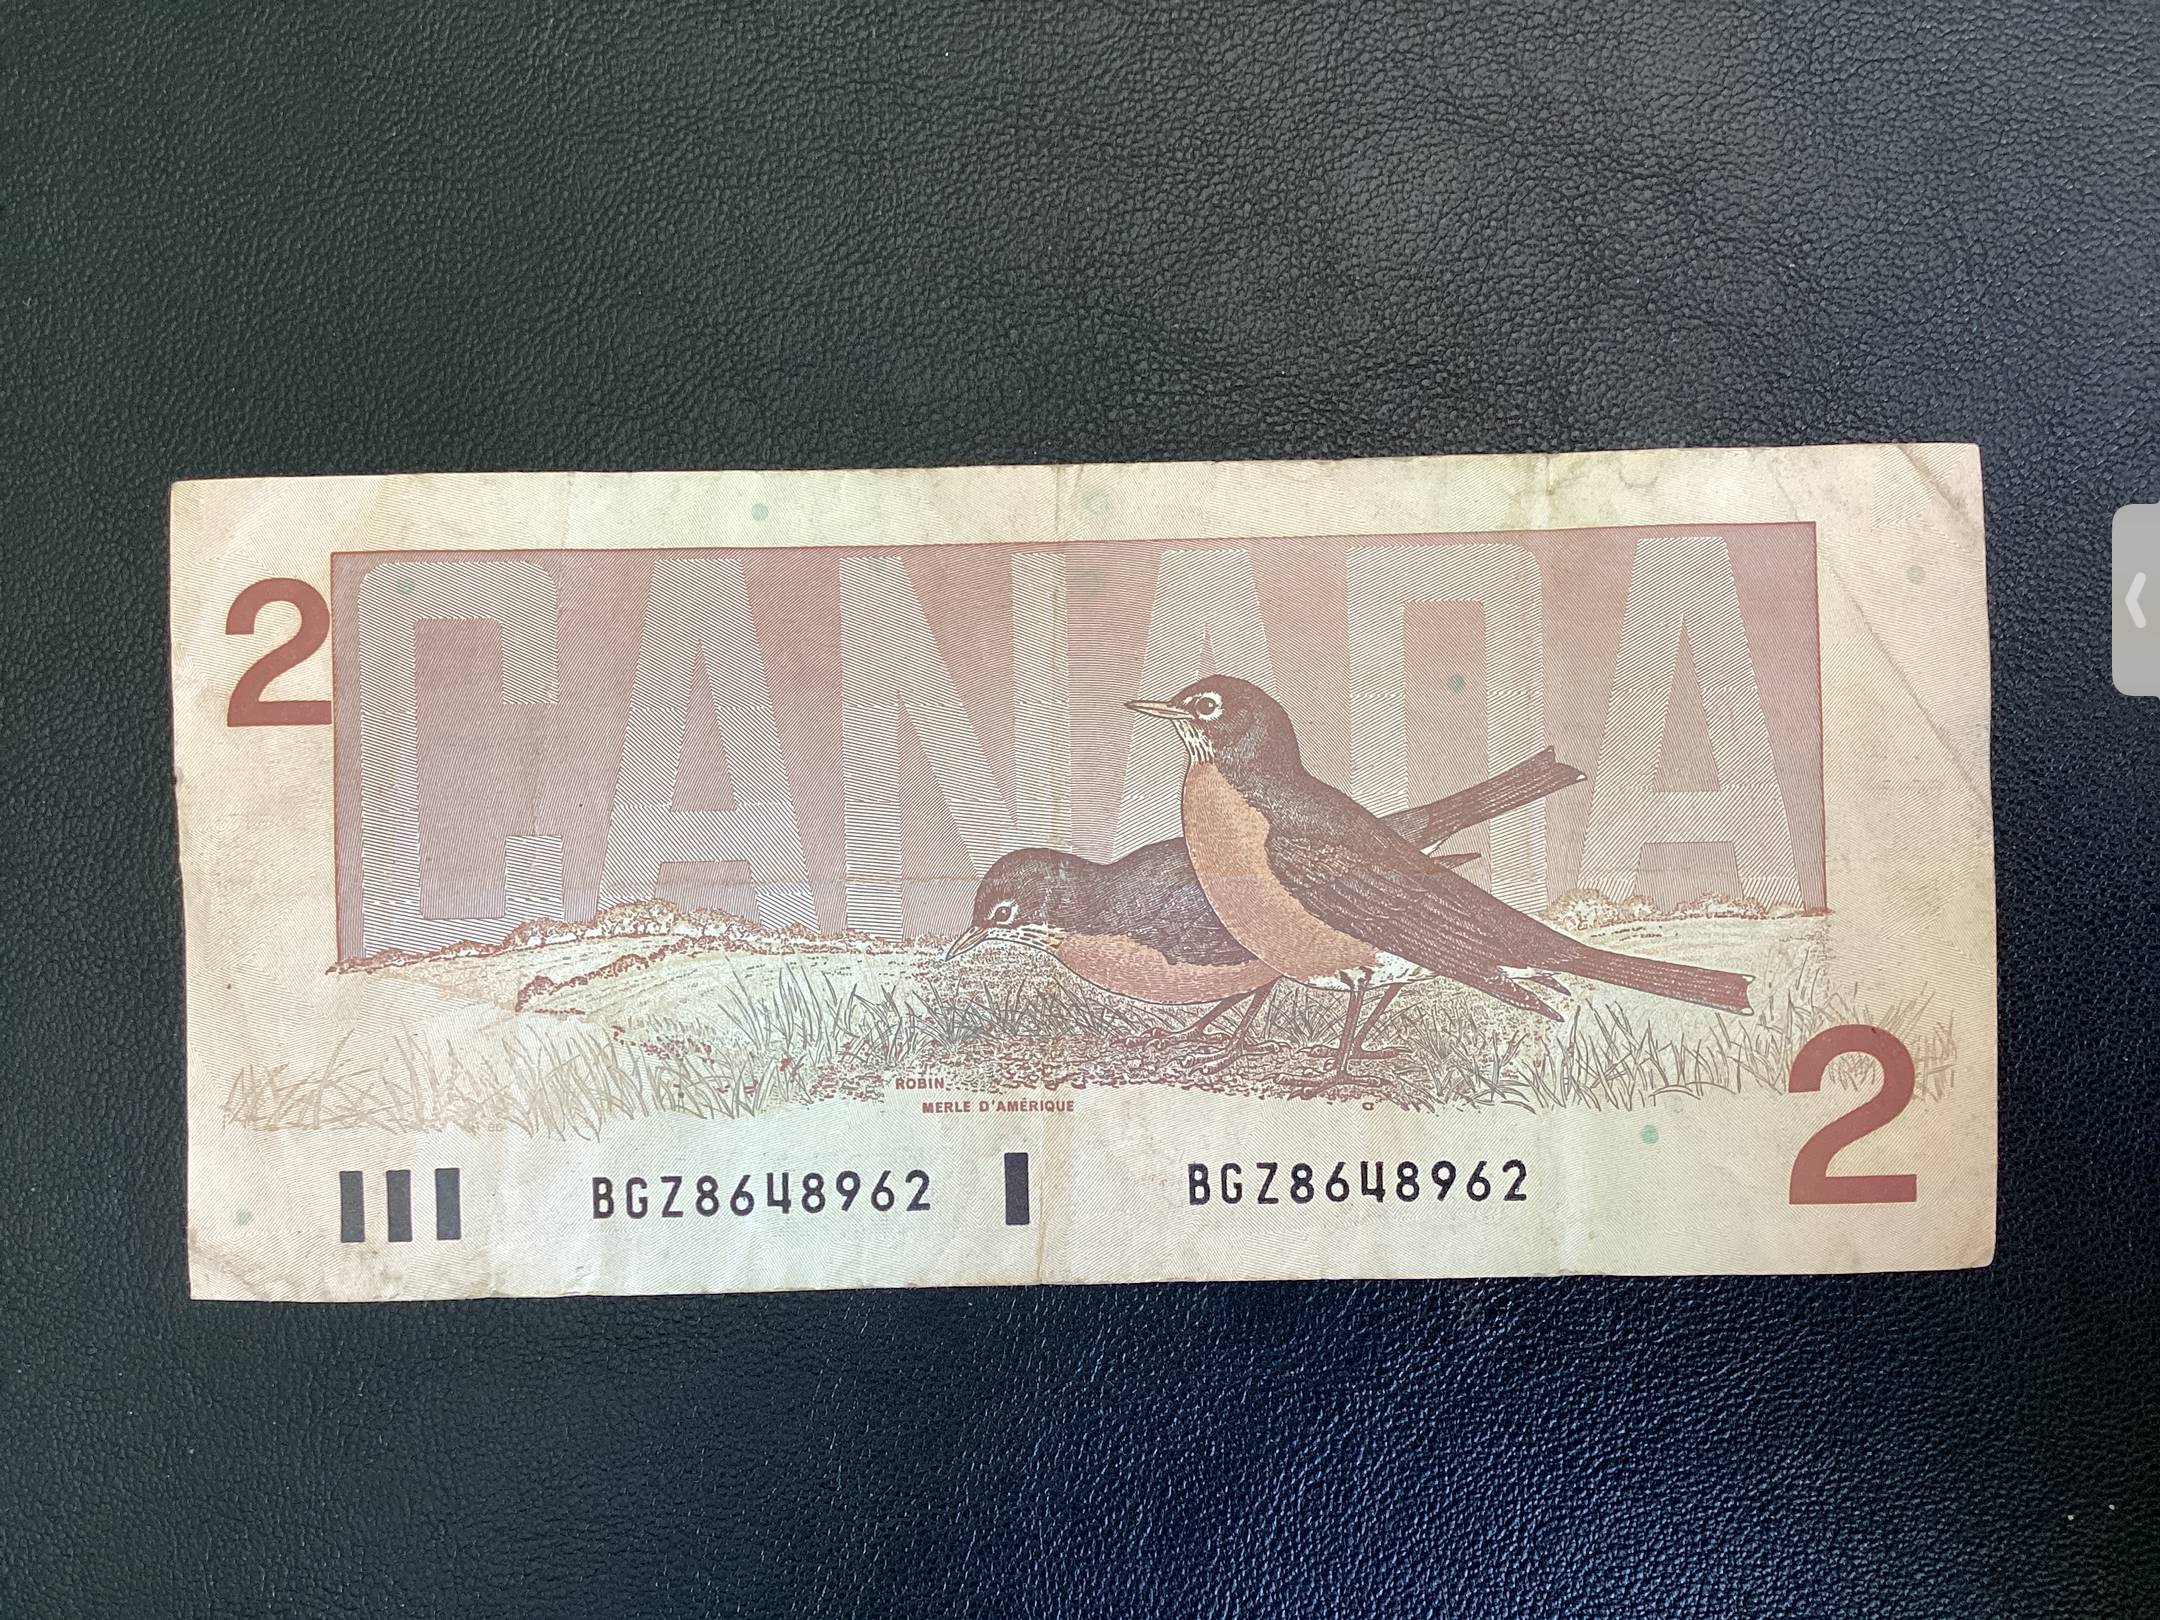 2
CANADA
ROBIN
MERLE D'AMÉRIQUE
2
BGZ8648962
BGZ8648962